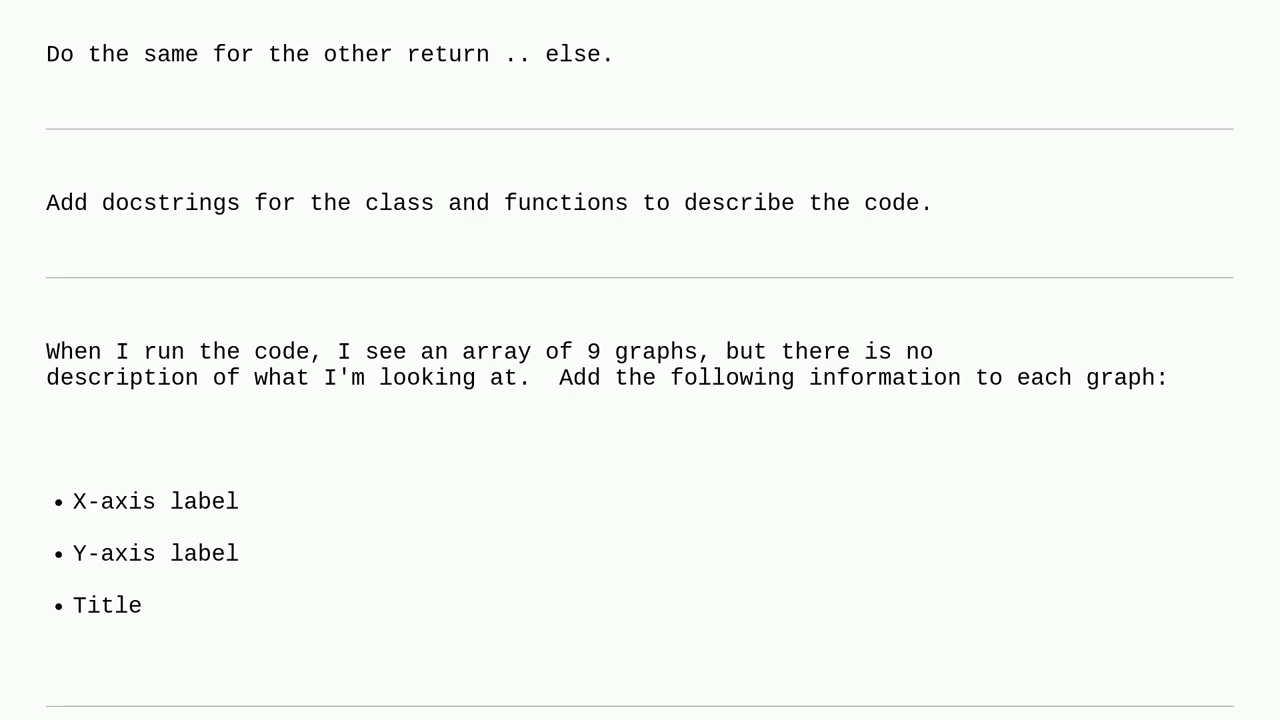 Do the same for the other return .. else.
Add docstrings for the class and functions to describe the code.
When I run the code, I see an array of 9 graphs, but there is no
description of what I'm looking at.  Add the following information to each graph:
• X-axis label
• Y-axis label
• Title